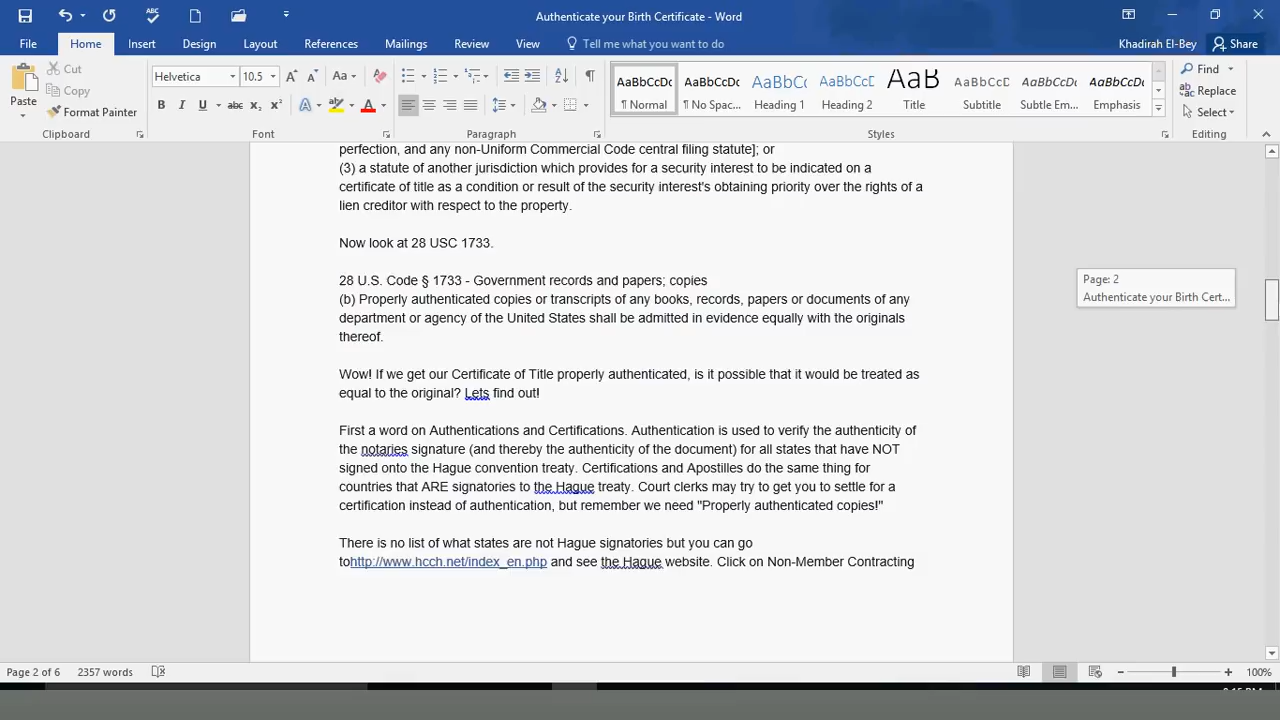 Authenticate your Birth Certificate - Word
File Home Insert Design Layout References Mailings Review View Tell me what you want to do Khadirah El-Bey Share
Paste
Cut
Copy
Format Painter
Clipboard
Helvetica 10.5
Font
Paragraph
AaBbCcDc AaBbCcDc AaBbCc AaBbCcD AaB AaBbCcD AaBbCcDc AaBbCcDc
¶ Normal ¶ No Spac... Heading 1 Heading 2 Title Subtitle Subtle Em... Emphasis
Styles
Find
Replace
Select
Editing
perfection, and any non-Uniform Commercial Code central filing statute]; or
(3) a statute of another jurisdiction which provides for a security interest to be indicated on a
certificate of title as a condition or result of the security interest's obtaining priority over the rights of a
lien creditor with respect to the property.
Now look at 28 USC 1733.
28 U.S. Code § 1733 - Government records and papers; copies
(b) Properly authenticated copies or transcripts of any books, records, papers or documents of any
department or agency of the United States shall be admitted in evidence equally with the originals
thereof.
Wow! If we get our Certificate of Title properly authenticated, is it possible that it would be treated as
equal to the original? Lets find out!
First a word on Authentications and Certifications. Authentication is used to verify the authenticity of
the notaries signature (and thereby the authenticity of the document) for all states that have NOT
signed onto the Hague convention treaty. Certifications and Apostilles do the same thing for
countries that ARE signatories to the Hague treaty. Court clerks may try to get you to settle for a
certification instead of authentication, but remember we need "Properly authenticated copies!"
There is no list of what states are not Hague signatories but you can go
tohttp://www.hcch.net/index_en.php and see the Hague website. Click on Non-Member Contracting
Page: 2
Authenticate your Birth Cert...
Page 2 of 6 2357 words 100%